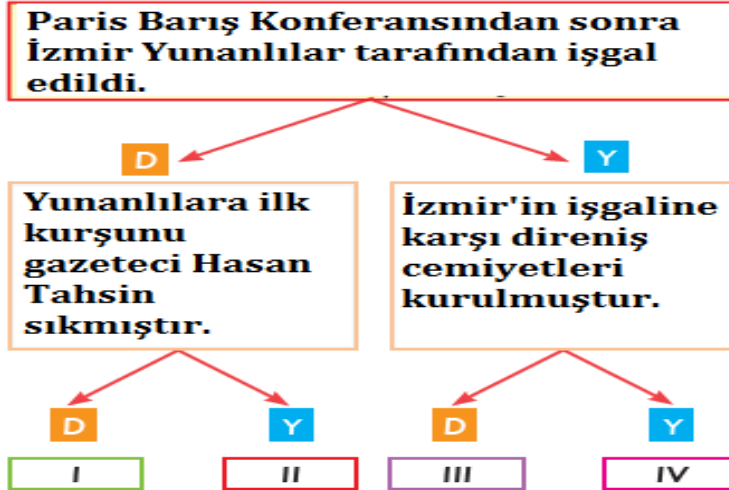 Paris Barış Konferansından sonra
İzmir Yunanlılar tarafından işgal
edildi.
D
Y
Yunanlılara ilk
kurşunu
gazeteci Hasan
Tahsin
sıkmıştır.
İzmir'in işgaline
karşı direniş
cemiyetleri
kurulmuştur.
D
Y
D
Y
I
II
III
IV